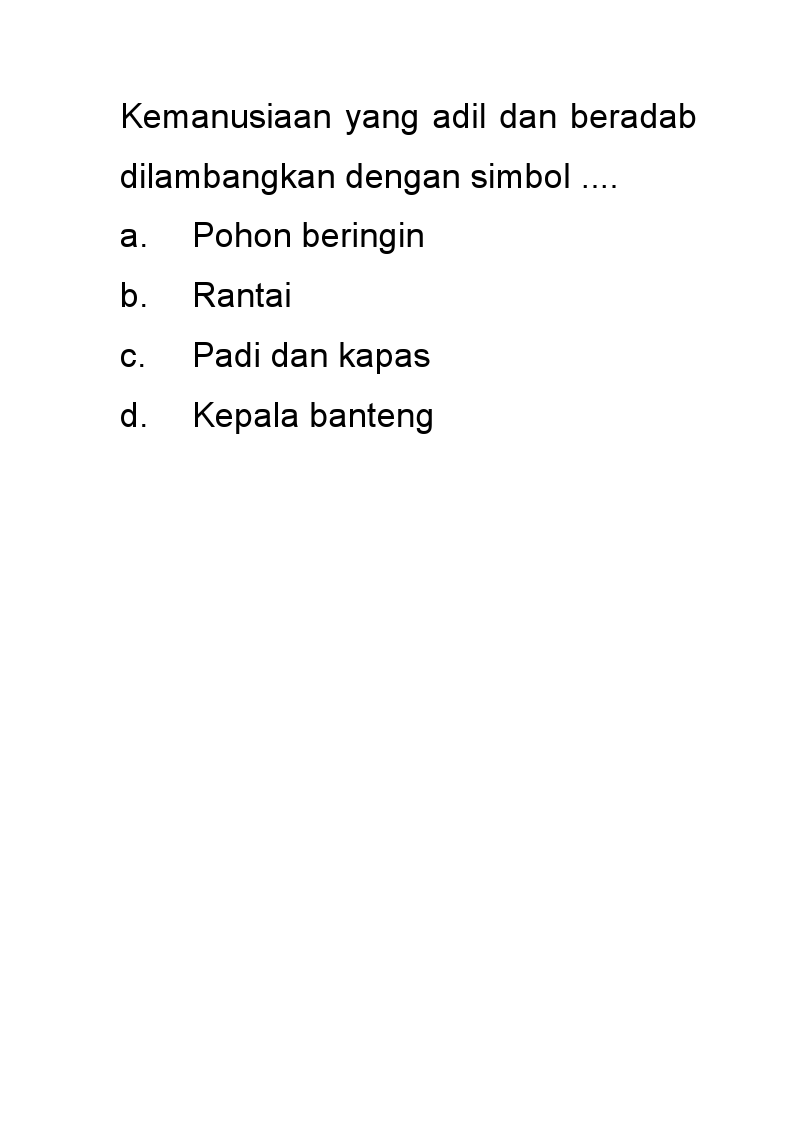 Kemanusiaan yang adil dan beradab
dilambangkan dengan simbol ....
a. Pohon beringin
b. Rantai
c. Padi dan kapas
d. Kepala banteng